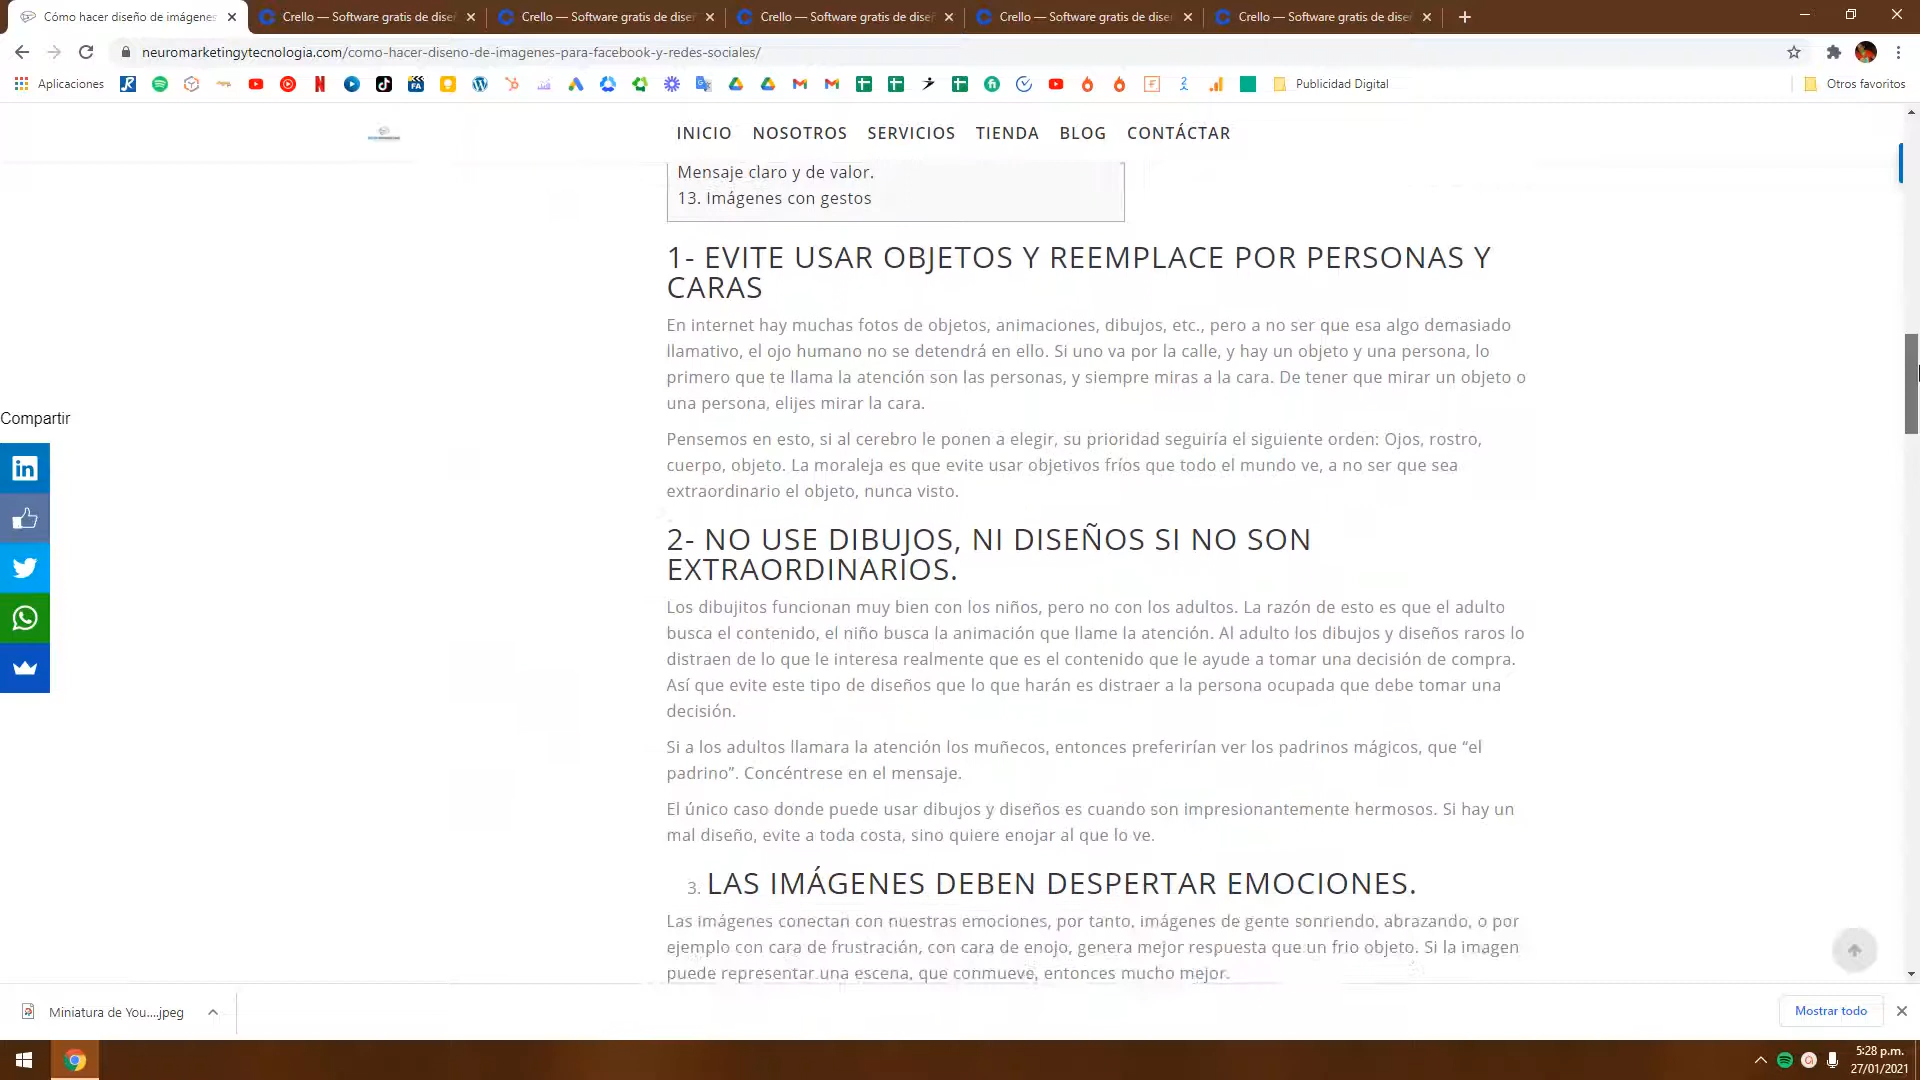 Cómo hacer diseño de imágenes
Crello — Software gratis de dise
Crello — Software gratis de dise
Crello — Software gratis de dise
Crello — Software gratis de dise
Crello — Software gratis de dise
neuromarketingytecnologia.com/como-hacer-diseno-de-imagenes-para-facebook-y-redes-sociales/
Aplicaciones
Publicidad Digital
Otros favoritos
INICIO NOSOTROS SERVICIOS TIENDA BLOG CONTÁCTAR
Mensaje claro y de valor.
13. Imágenes con gestos
1- EVITE USAR OBJETOS Y REEMPLACE POR PERSONAS Y
CARAS
En internet hay muchas fotos de objetos, animaciones, dibujos, etc., pero a no ser que esa algo demasiado
llamativo, el ojo humano no se detendrá en ello. Si uno va por la calle, y hay un objeto y una persona, lo
primero que te llama la atención son las personas, y siempre miras a la cara. De tener que mirar un objeto o
una persona, elijes mirar la cara.
Pensemos en esto, si al cerebro le ponen a elegir, su prioridad seguiría el siguiente orden: Ojos, rostro,
cuerpo, objeto. La moraleja es que evite usar objetivos fríos que todo el mundo ve, a no ser que sea
extraordinario el objeto, nunca visto.
2- NO USE DIBUJOS, NI DISEÑOS SI NO SON
EXTRAORDINARIOS.
Los dibujitos funcionan muy bien con los niños, pero no con los adultos. La razón de esto es que el adulto
busca el contenido, el niño busca la animación que llame la atención. Al adulto los dibujos y diseños raros lo
distraen de lo que le interesa realmente que es el contenido que le ayude a tomar una decisión de compra.
Así que evite este tipo de diseños que lo que harán es distraer a la persona ocupada que debe tomar una
decisión.
Si a los adultos llamara la atención los muñecos, entonces preferirían ver los padrinos mágicos, que “el
padrino”. Concéntrese en el mensaje.
El único caso donde puede usar dibujos y diseños es cuando son impresionantemente hermosos. Si hay un
mal diseño, evite a toda costa, sino quiere enojar al que lo ve.
3. LAS IMÁGENES DEBEN DESPERTAR EMOCIONES.
Las imágenes conectan con nuestras emociones, por tanto, imágenes de gente sonriendo, abrazando, o por
ejemplo con cara de frustración, con cara de enojo, genera mejor respuesta que un frio objeto. Si la imagen
puede representar una escena, que conmueve, entonces mucho mejor.
Compartir
Miniatura de You....jpeg
Mostrar todo
5:28 p.m.
27/01/2021